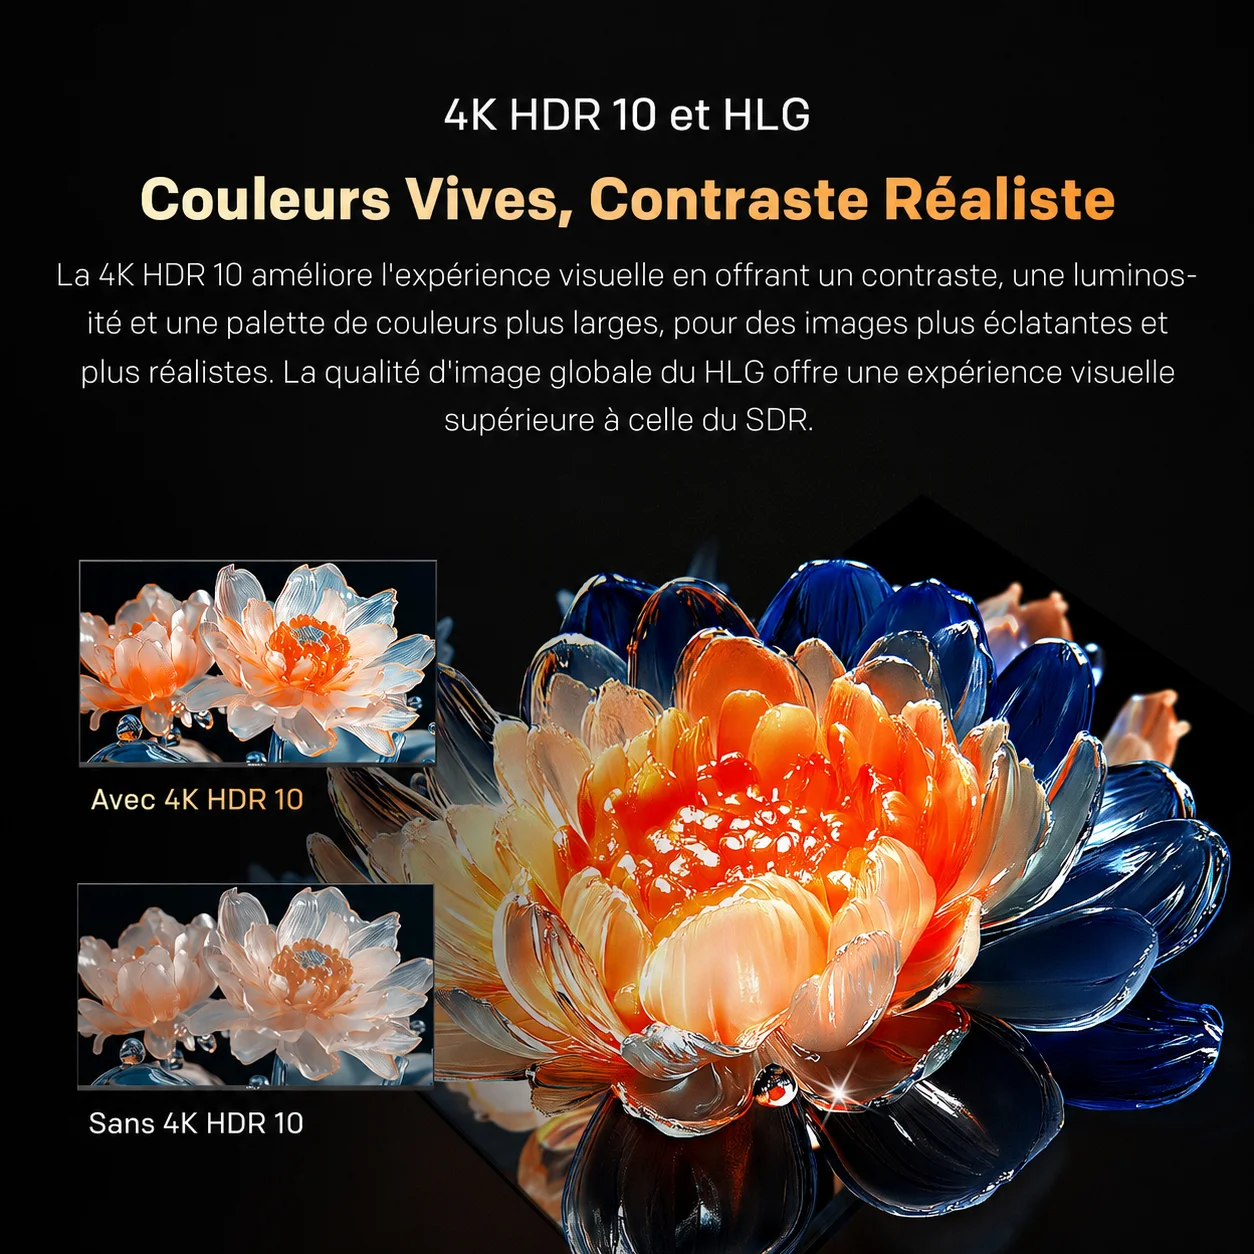 4K HDR 10 et HLG
Couleurs Vives, Contraste Réaliste
La 4K HDR 10 améliore l'expérience visuelle en offrant un contraste, une luminos-
ité et une palette de couleurs plus larges, pour des images plus éclatantes et
plus réalistes. La qualité d'image globale du HLG offre une expérience visuelle
supérieure à celle du SDR.
Avec 4K HDR 10
Sans 4K HDR 10